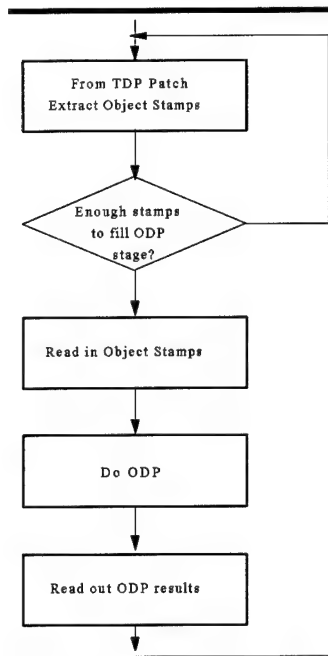 From TDP Patch
Extract Object Stamps
Enough stamps
to fill ODP
stage?
Read in Object Stamps
Do ODP
Read out ODP results